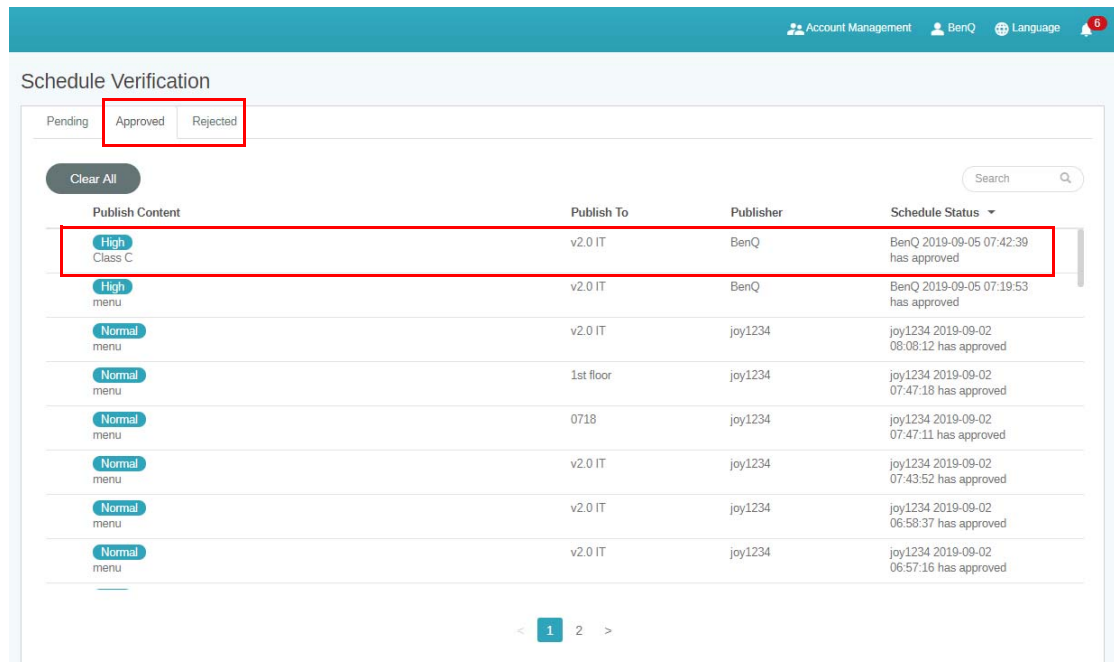 Account Management BenQ Language 6
Schedule Verification
Pending Approved Rejected
Clear All Search
Publish Content Publish To Publisher Schedule Status
High v2.0 IT BenQ BenQ 2019-09-05 07:42:39
Class C has approved
High v2.0 IT BenQ BenQ 2019-09-05 07:19:53
menu has approved
Normal v2.0 IT joy1234 joy1234 2019-09-02
menu 08:08:12 has approved
Normal 1st floor joy1234 joy1234 2019-09-02
menu 07:47:18 has approved
Normal 0718 joy1234 joy1234 2019-09-02
menu 07:47:11 has approved
Normal v2.0 IT joy1234 joy1234 2019-09-02
menu 07:43:52 has approved
Normal v2.0 IT joy1234 joy1234 2019-09-02
menu 06:58:37 has approved
Normal v2.0 IT joy1234 joy1234 2019-09-02
menu 06:57:16 has approved
< 1 2 >